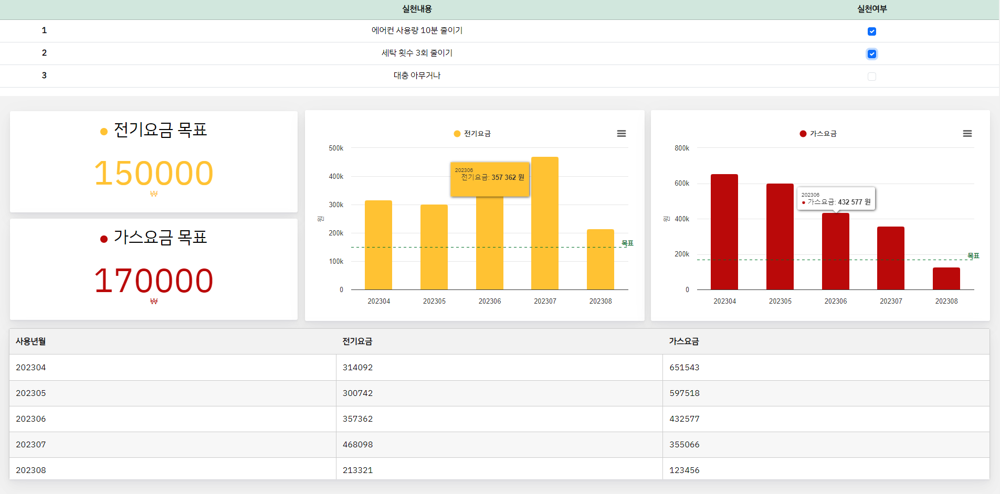 실천내용 실천여부
1 에어컨 사용량 10분 줄이기
2 세탁 횟수 3회 줄이기
3 대충 아무거나
전기요금 목표
150000
₩
가스요금 목표
170000
₩
전기요금
500k
400k
300k
200k
100k
0
원
202306
전기요금: 357 362 원
목표
202304 202305 202306 202307 202308
가스요금
800k
600k
400k
200k
0
원
202306
● 가스요금: 432 577 원
목표
202304 202305 202306 202307 202308
사용년월 전기요금 가스요금
202304 314092 651543
202305 300742 597518
202306 357362 432577
202307 468098 355066
202308 213321 123456